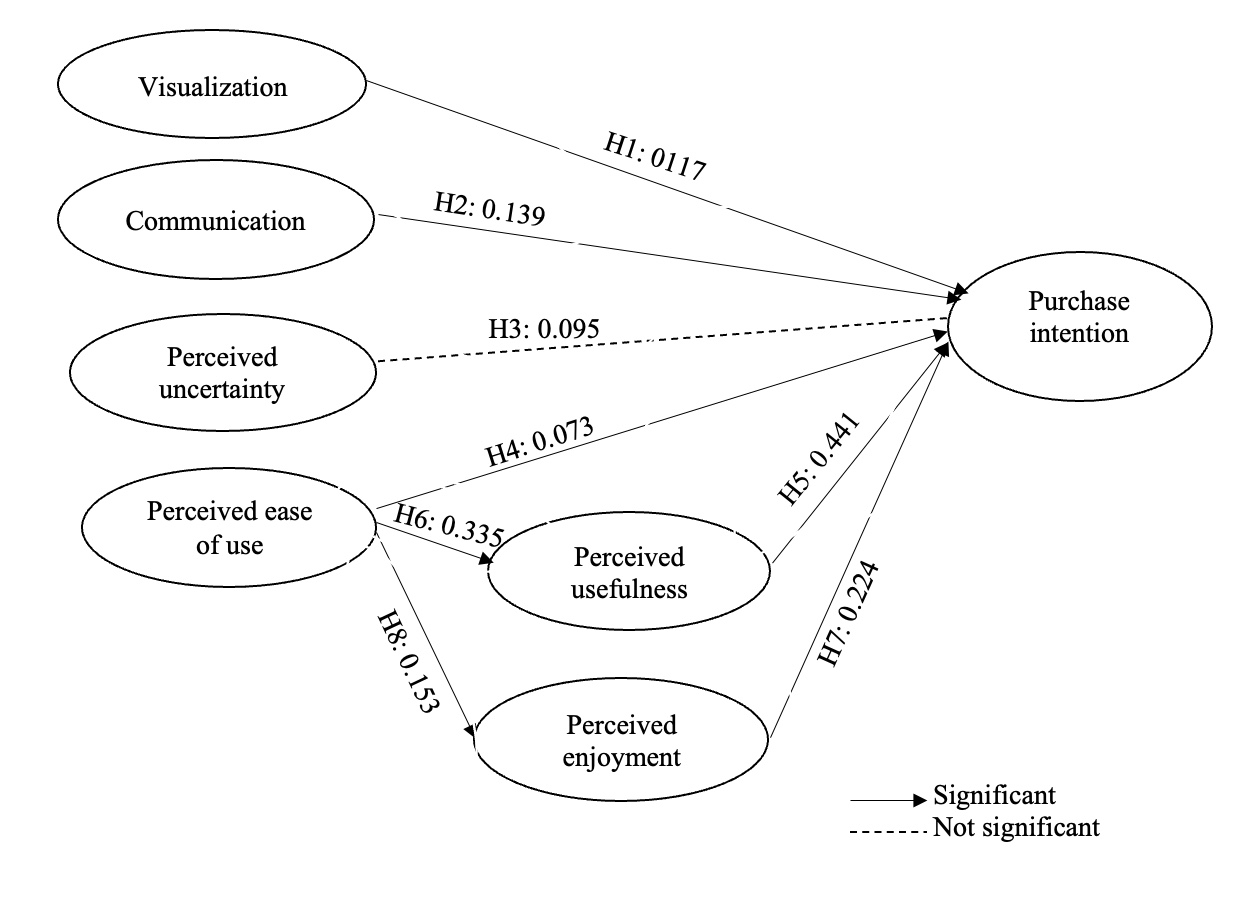 Visualization
H1: 0117
Communication
H2: 0.139
Purchase
intention
H3: 0.095
Perceived
uncertainty
H4: 0.073
H5: 0.441
Perceived ease
of use
H6: 0.335
Perceived
usefulness
H7: 0.224
H8: 0.153
Perceived
enjoyment
Significant
Not significant